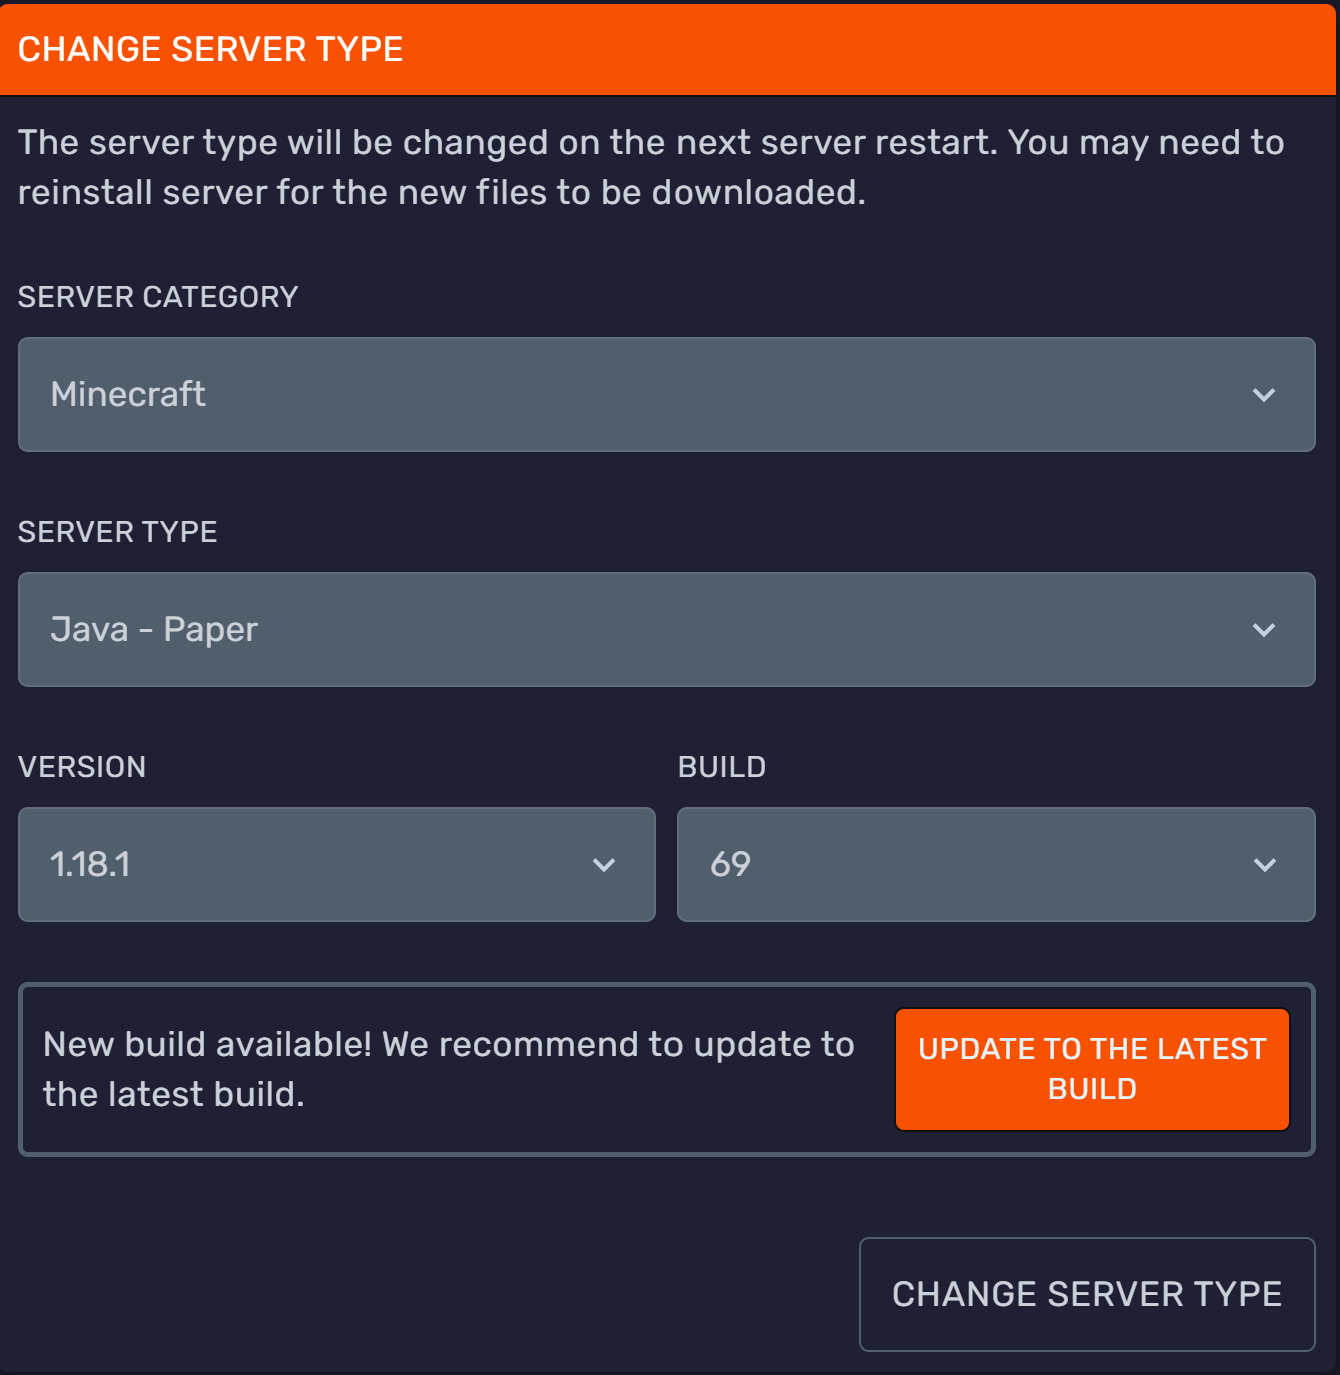 CHANGE SERVER TYPE
The server type will be changed on the next server restart. You may need to
reinstall server for the new files to be downloaded.
SERVER CATEGORY
Minecraft
SERVER TYPE
Java - Paper
VERSION
BUILD
1.18.1
69
New build available! We recommend to update to
the latest build.
UPDATE TO THE LATEST
BUILD
CHANGE SERVER TYPE